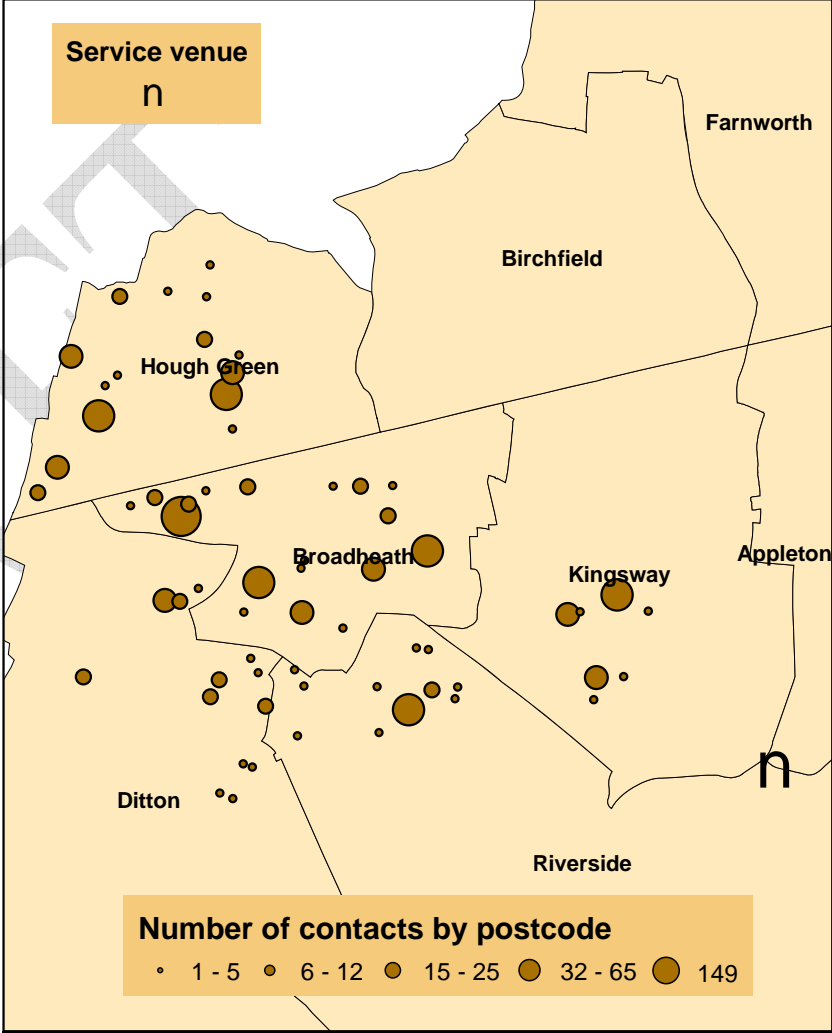 Service venue
n
Farnworth
Birchfield
Hough Green
Broadheath
Appleton
Kingsway
n
Ditton
Riverside
Number of contacts by postcode
1 - 5 6 - 12 15 - 25 32 - 65 149